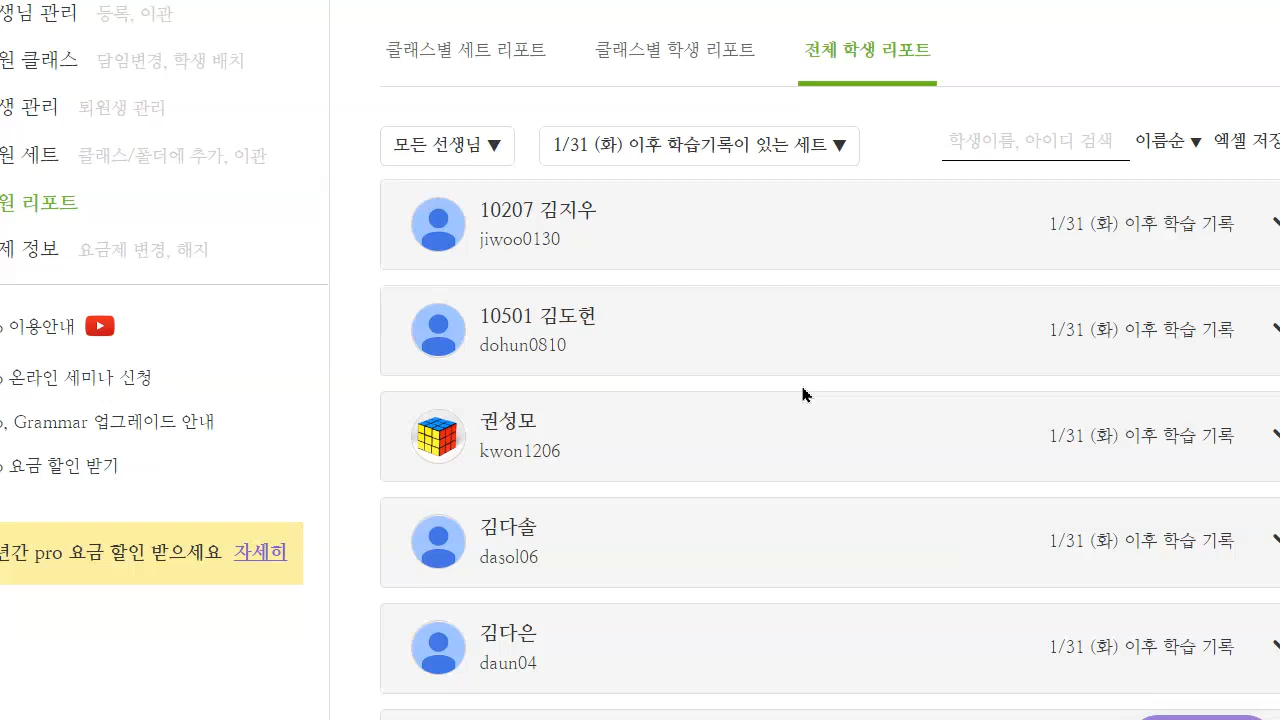 생님 관리 등록, 이관
원 클래스 담임변경, 학생 배치
생 관리 퇴원생 관리
원 세트 클래스/폴더에 추가, 이관
원 리포트
제 정보 요금제 변경, 해지
이용안내
온라인 세미나 신청
, Grammar 업그레이드 안내
요금 할인 받기
년간 pro 요금 할인 받으세요 자세히
클래스별 세트 리포트 클래스별 학생 리포트 전체 학생 리포트
모든 선생님 ▼ 1/31 (화) 이후 학습기록이 있는 세트 ▼ 학생이름, 아이디 검색 이름순 ▼ 엑셀 저장
10207 김지우
jiwoo0130
1/31 (화) 이후 학습 기록
10501 김도헌
dohun0810
1/31 (화) 이후 학습 기록
권성모
kwon1206
1/31 (화) 이후 학습 기록
김다솔
dasol06
1/31 (화) 이후 학습 기록
김다은
daun04
1/31 (화) 이후 학습 기록